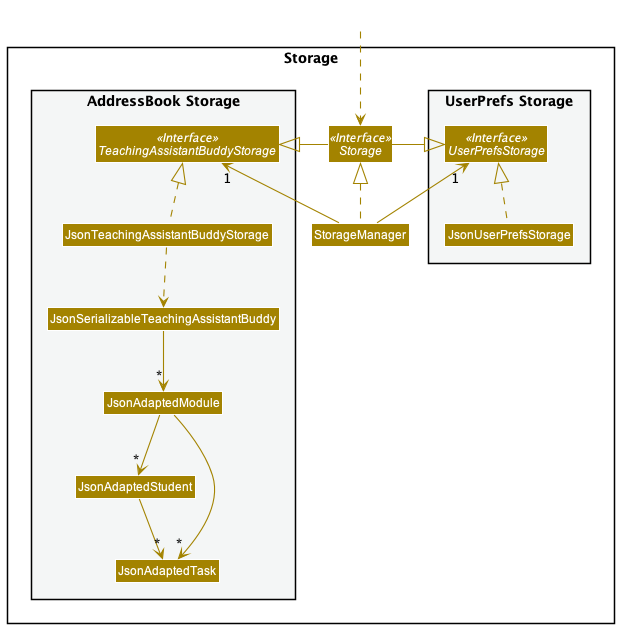 Storage
AddressBook Storage
UserPrefs Storage
«Interface»
TeachingAssistantBuddyStorage
«Interface»
Storage
«Interface»
UserPrefsStorage
1
1
JsonTeachingAssistantBuddyStorage
StorageManager
JsonUserPrefsStorage
JsonSerializableTeachingAssistantBuddy
*
JsonAdaptedModule
*
JsonAdaptedStudent
*
*
JsonAdaptedTask